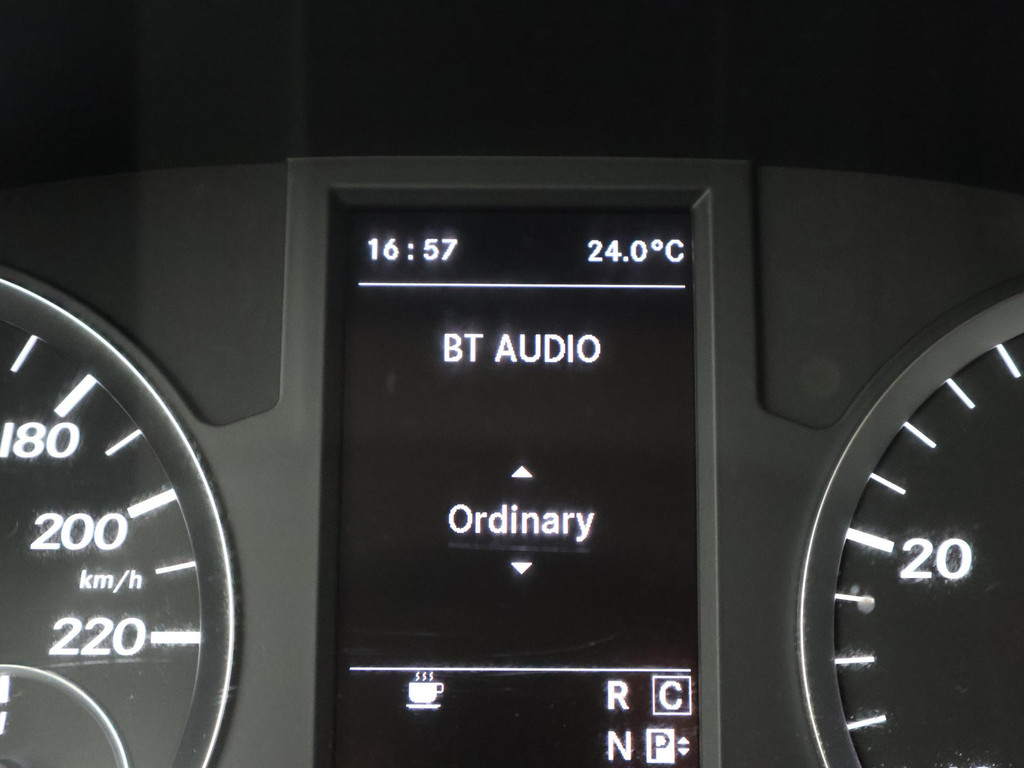 16:57 24.0°C
BT AUDIO
180
Ordinary
200
20
km/h
220
R C
N P